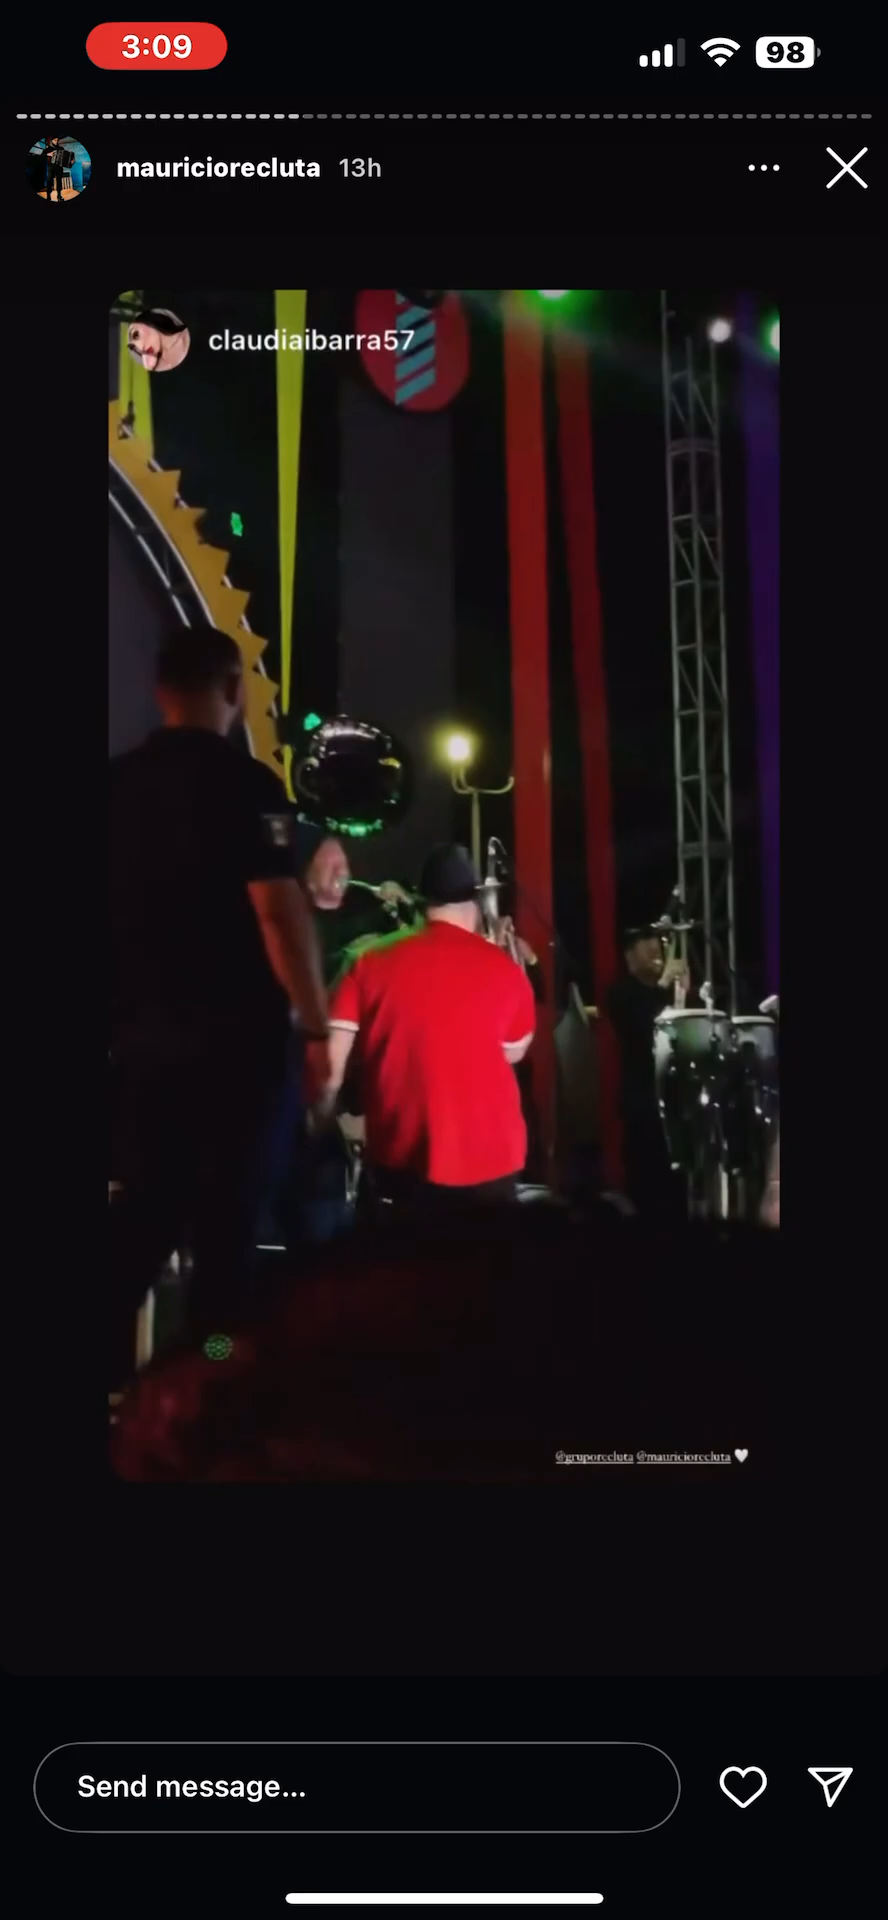 3:09
98
mauriciorecluta 13h
claudiaibarra57
@gruporecluta @mauriciorecluta 🤍
Send message...